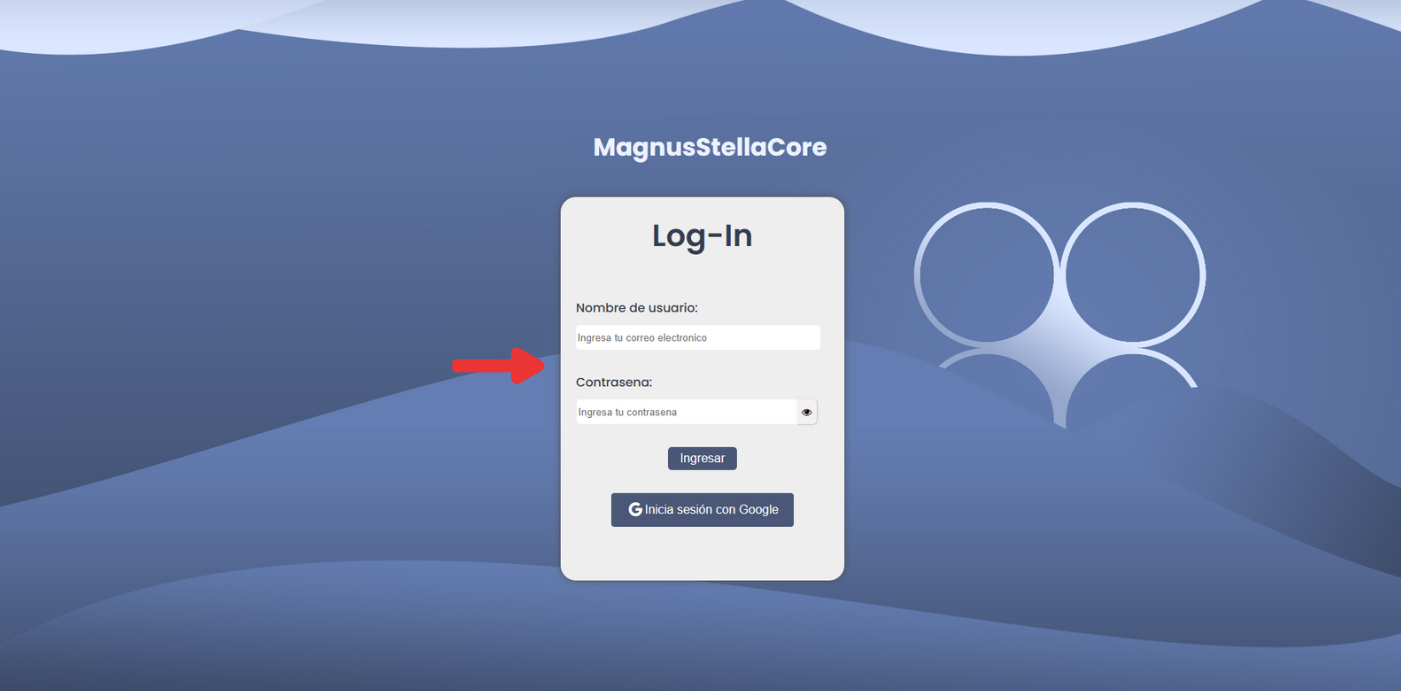 MagnusStellaCore
Log-In
Nombre de usuario:
Ingresa tu correo electronico
Contrasena:
Ingresa tu contrasena
Ingresar
Inicia sesión con Google